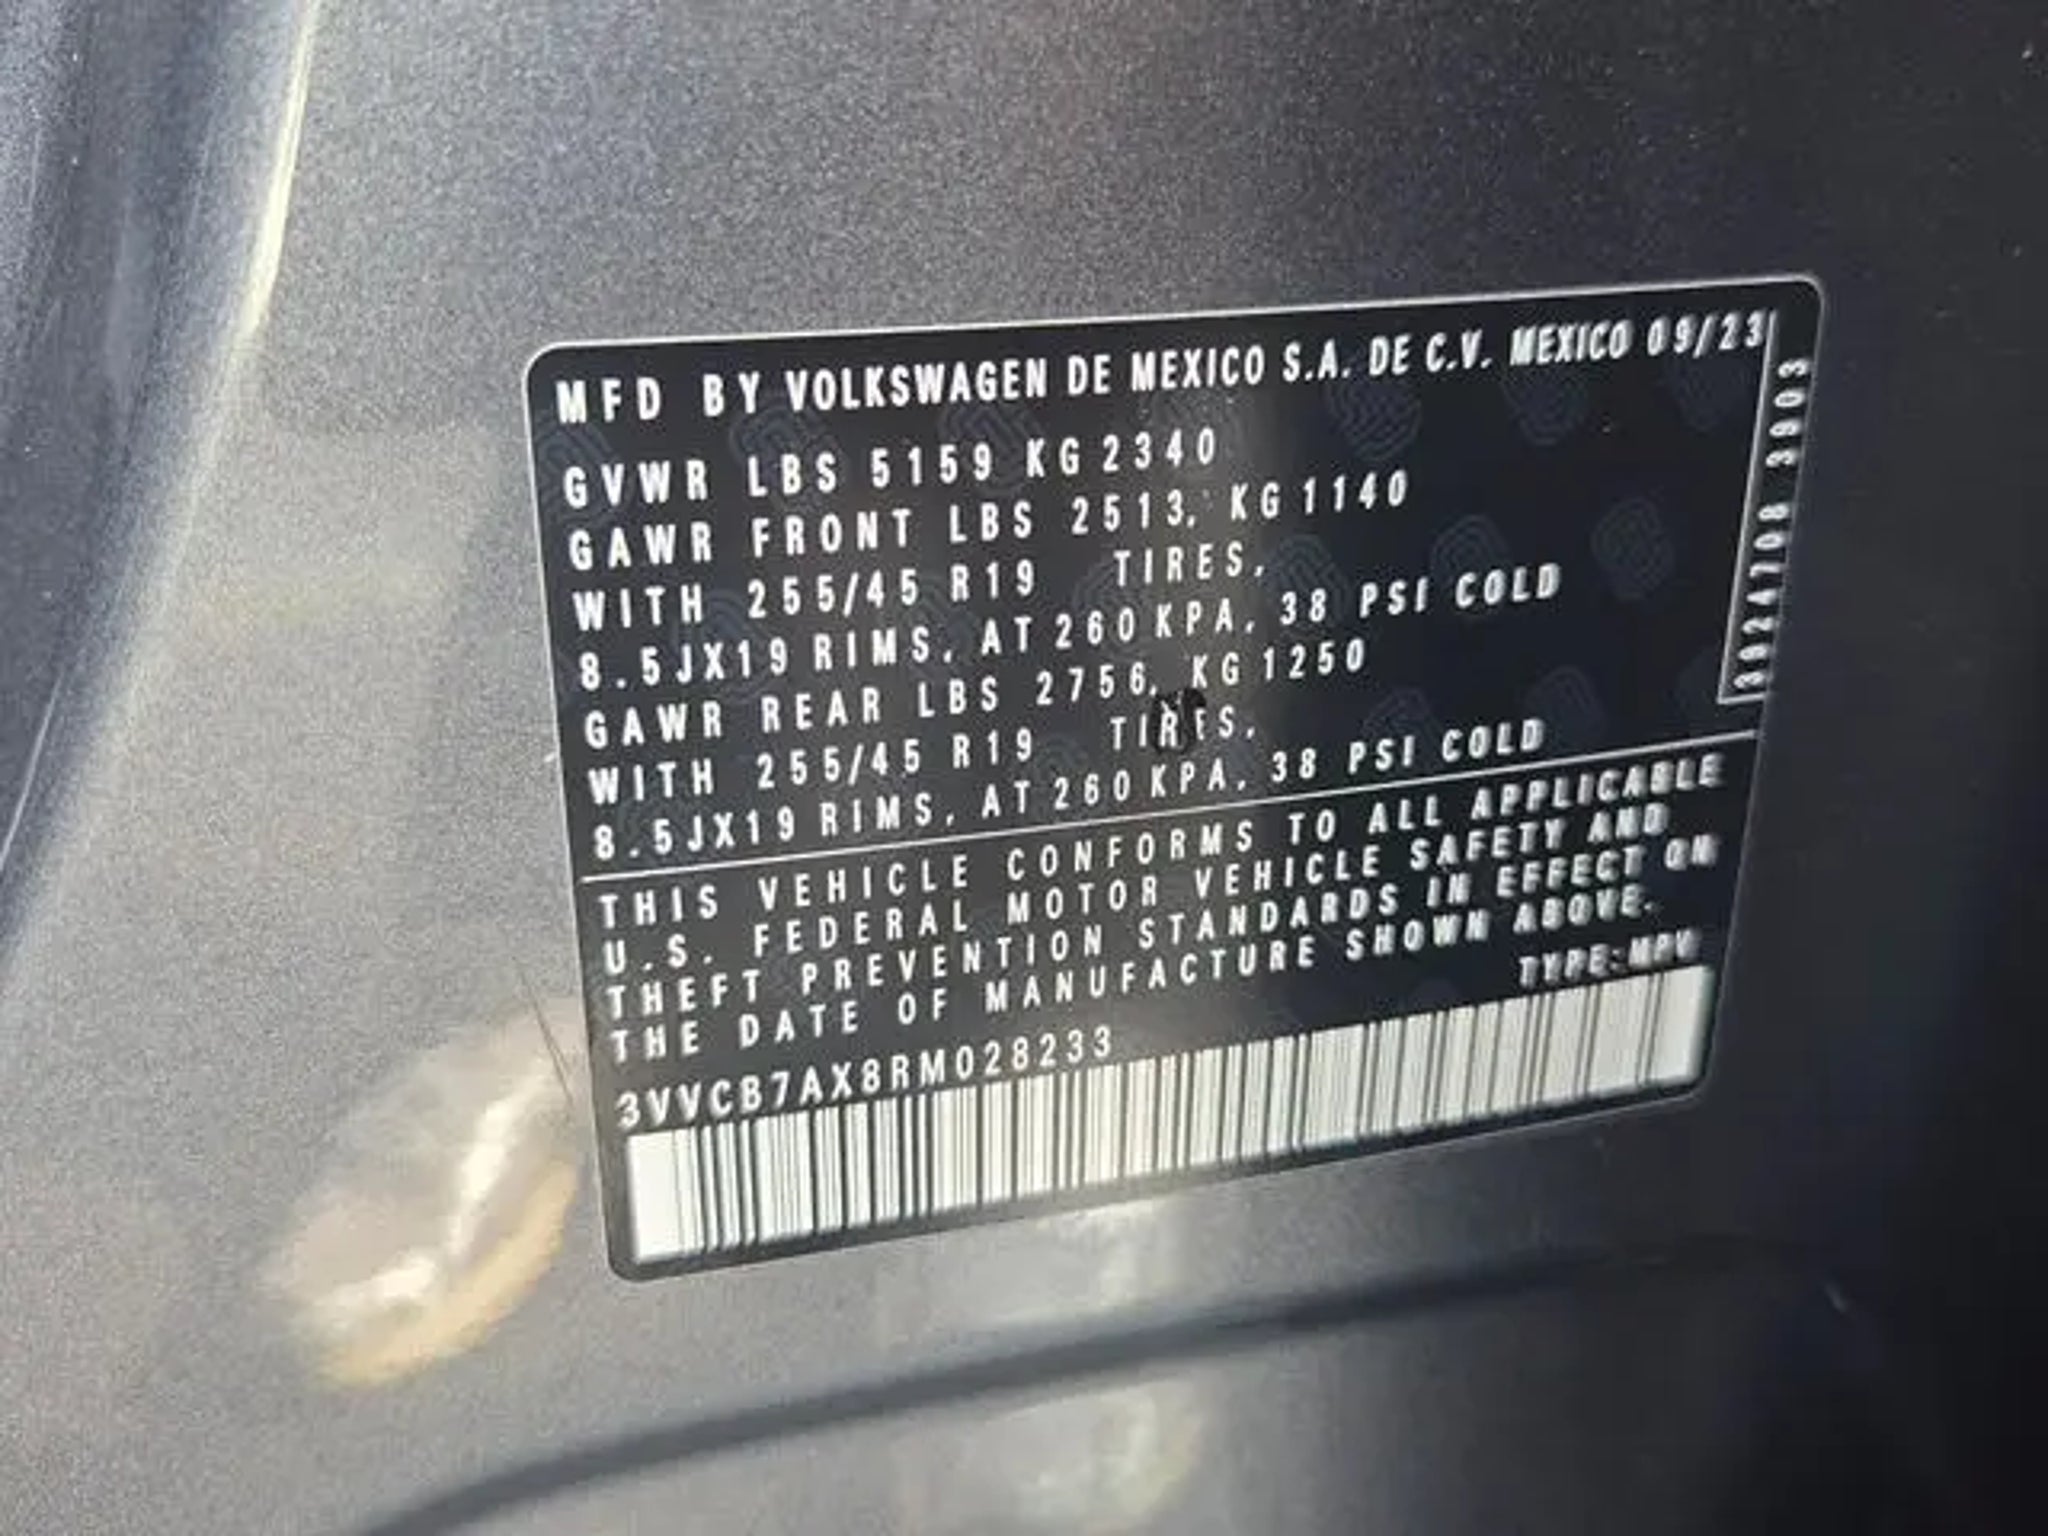 MFD BY VOLKSWAGEN DE MEXICO S.A. DE C.V. MEXICO 09/23
GVWR LBS 5159 KG 2340
GAWR FRONT LBS 2513, KG 1140
WITH 255/45 R19 TIRES,
8.5JX19 RIMS, AT 260 KPA, 38 PSI COLD
GAWR REAR LBS 2756, KG 1250
WITH 255/45 R19 TIRES,
8.5JX19 RIMS, AT 260 KPA, 38 PSI COLD
THIS VEHICLE CONFORMS TO ALL APPLICABLE
U.S. FEDERAL MOTOR VEHICLE SAFETY AND
THEFT PREVENTION STANDARDS IN EFFECT ON
THE DATE OF MANUFACTURE SHOWN ABOVE.
TYPE: MPV
3VVCB7AX8RM028233